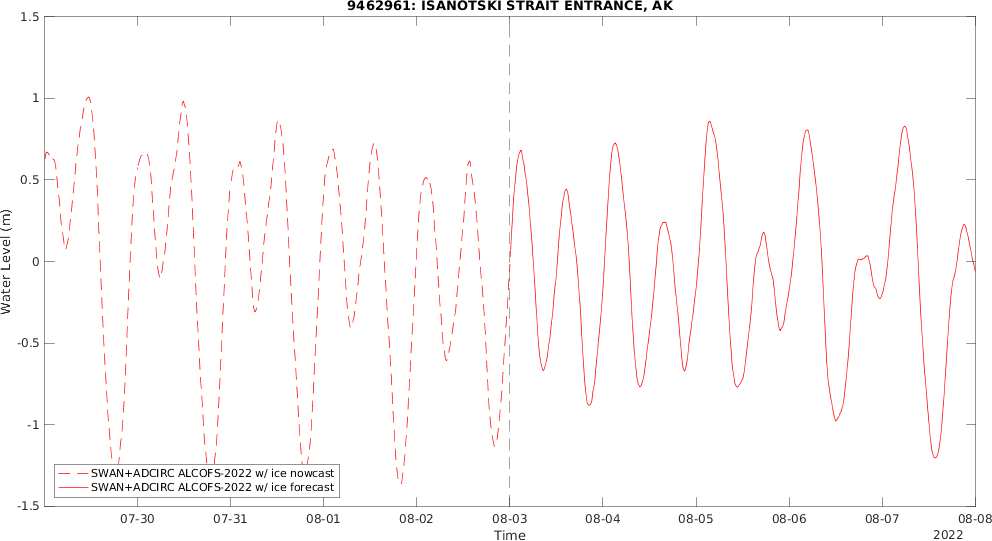 9462961: ISANOTSKI STRAIT ENTRANCE, AK
1.5
1
0.5
0
-0.5
-1
-1.5
Water Level (m)
SWAN+ADCIRC ALCOFS-2022 w/ ice nowcast
SWAN+ADCIRC ALCOFS-2022 w/ ice forecast
07-30 07-31 08-01 08-02 08-03 08-04 08-05 08-06 08-07 08-08
Time
2022